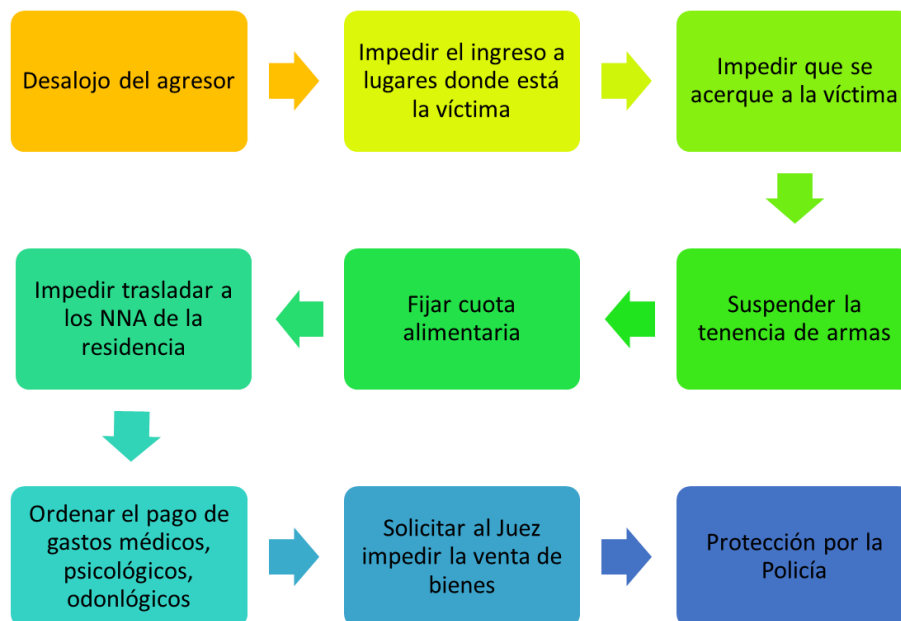 Desalojo del agresor
Impedir el ingreso a
lugares donde está
la víctima
Impedir que se
acerque a la víctima
Suspender la
tenencia de armas
Fijar cuota
alimentaria
Impedir trasladar a
los NNA de la
residencia
Ordenar el pago de
gastos médicos,
psicológicos,
odonlógicos
Solicitar al Juez
impedir la venta de
bienes
Protección por la
Policía